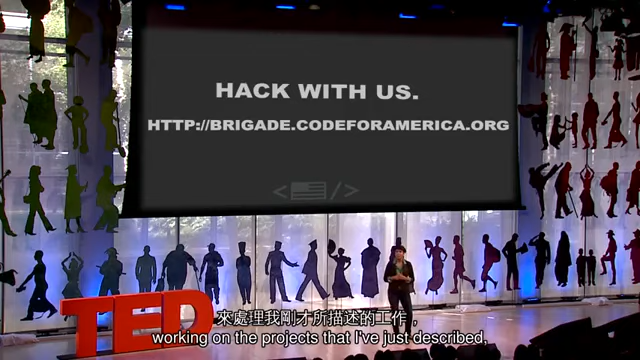 HACK WITH US.
HTTP://BRIGADE.CODEFORAMERICA.ORG
< />
TED
來處理我剛才所描述的工作，
working on the projects that I've just described,